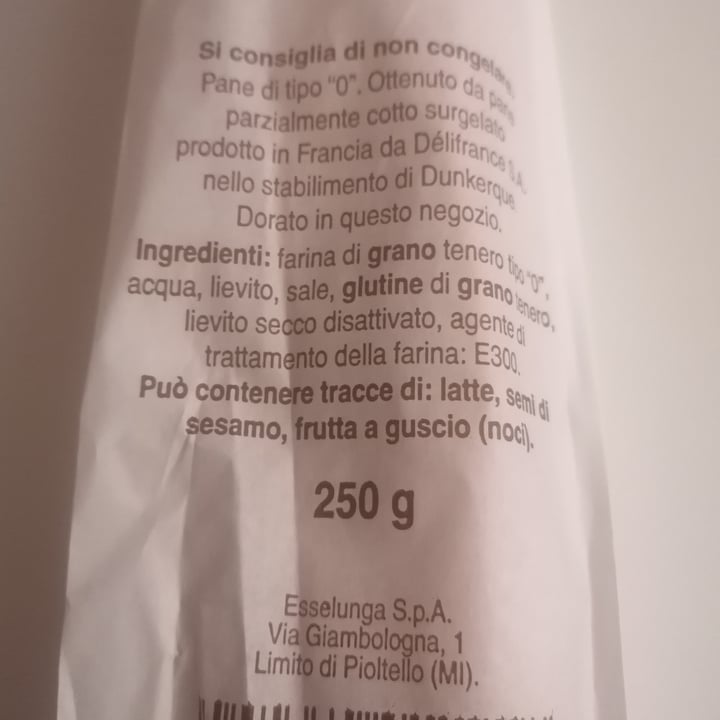 Si consiglia di non congelare.
Pane di tipo "0". Ottenuto da pane
parzialmente cotto surgelato
prodotto in Francia da Délifrance S.A.
nello stabilimento di Dunkerque.
Dorato in questo negozio.
Ingredienti: farina di grano tenero tipo "0",
acqua, lievito, sale, glutine di grano tenero,
lievito secco disattivato, agente di
trattamento della farina: E300.
Può contenere tracce di: latte, semi di
sesamo, frutta a guscio (noci).
250 g
Esselunga S.p.A.
Via Giambologna, 1
Limito di Pioltello (MI).